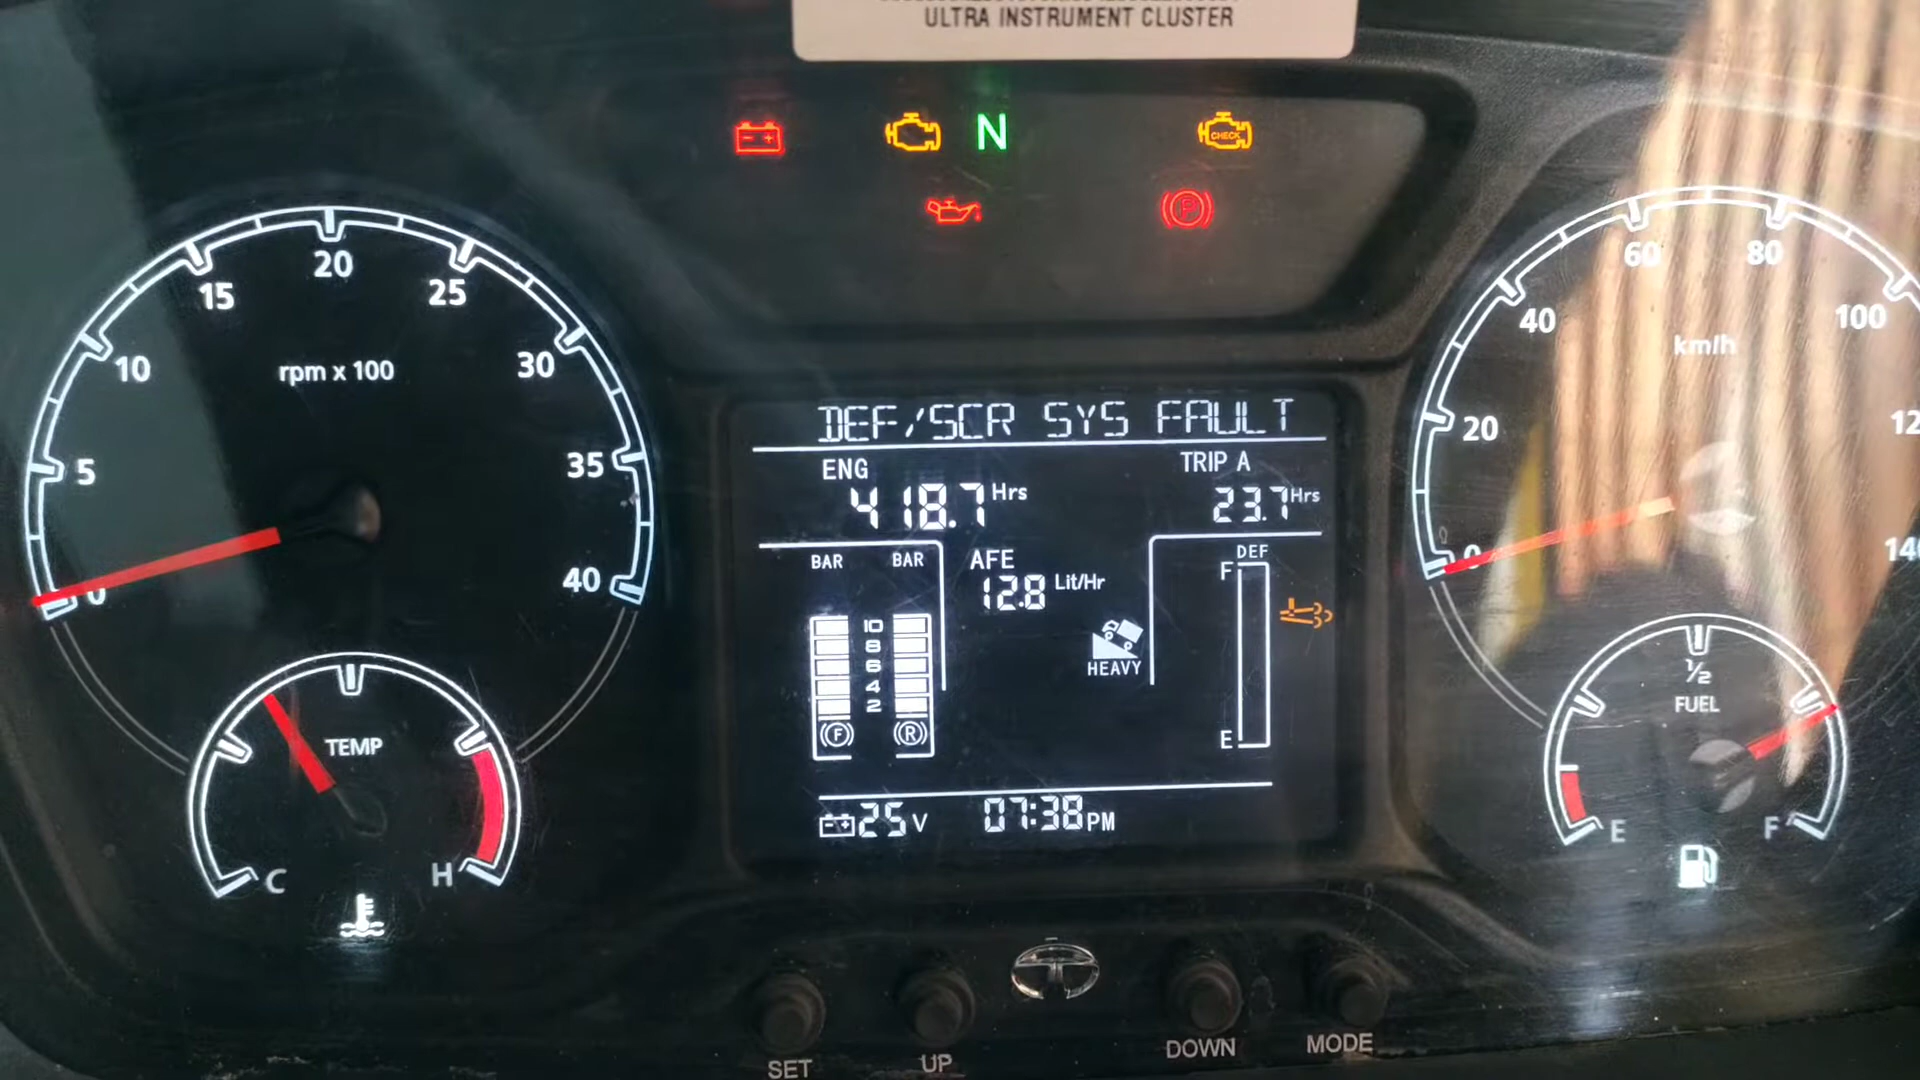 ULTRA INSTRUMENT CLUSTER
N
CHECK
P
0
5
10
15
20
25
30
35
40
rpm x 100
DEF/SCR SYS FAULT
ENG
418.7 Hrs
TRIP A
23.7 Hrs
BAR BAR
10
8
6
4
2
F R
AFE
12.8 Lit/Hr
HEAVY
DEF
F
E
25 V 07:38 PM
0
20
40
60
80
100
140
km/h
TEMP
C H
1/2
FUEL
E F
SET UP DOWN MODE